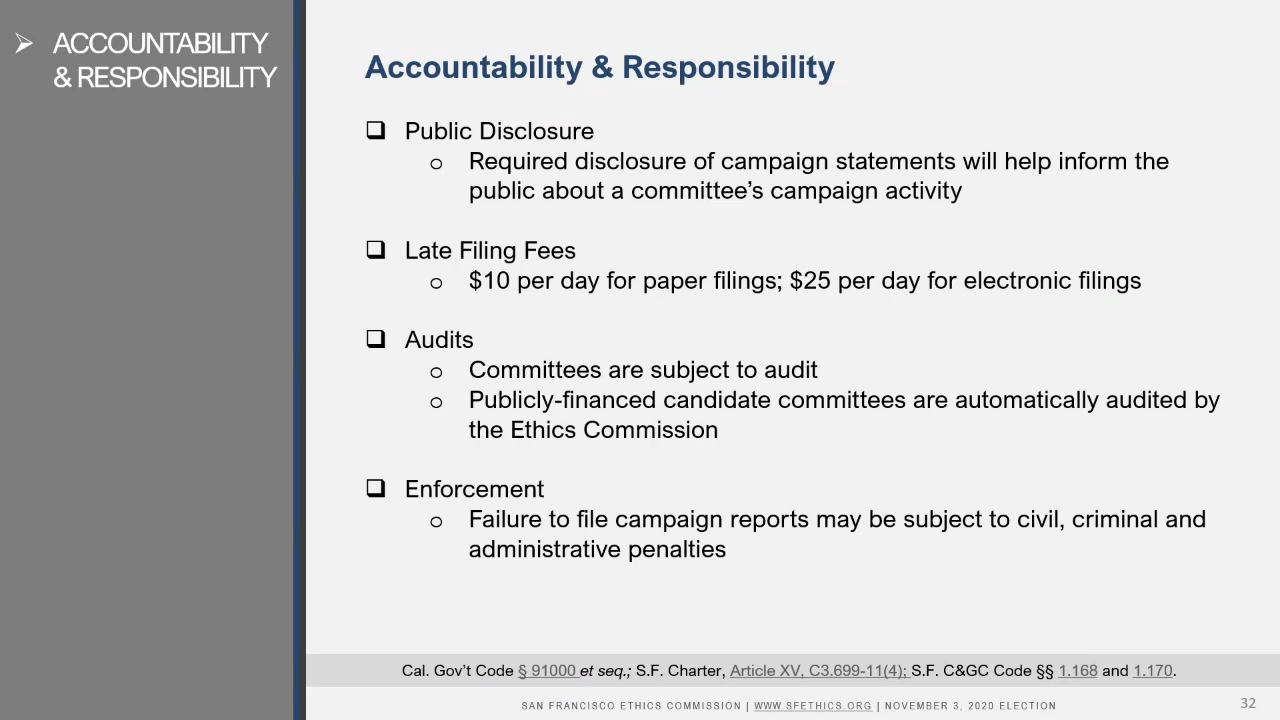 ➢ ACCOUNTABILITY
& RESPONSIBILITY
Accountability & Responsibility
❑ Public Disclosure
o Required disclosure of campaign statements will help inform the
public about a committee’s campaign activity
❑ Late Filing Fees
o $10 per day for paper filings; $25 per day for electronic filings
❑ Audits
o Committees are subject to audit
o Publicly-financed candidate committees are automatically audited by
the Ethics Commission
❑ Enforcement
o Failure to file campaign reports may be subject to civil, criminal and
administrative penalties
Cal. Gov’t Code § 91000 et seq.; S.F. Charter, Article XV, C3.699-11(4); S.F. C&GC Code §§ 1.168 and 1.170.
SAN FRANCISCO ETHICS COMMISSION | WWW.SFETHICS.ORG | NOVEMBER 3, 2020 ELECTION
32